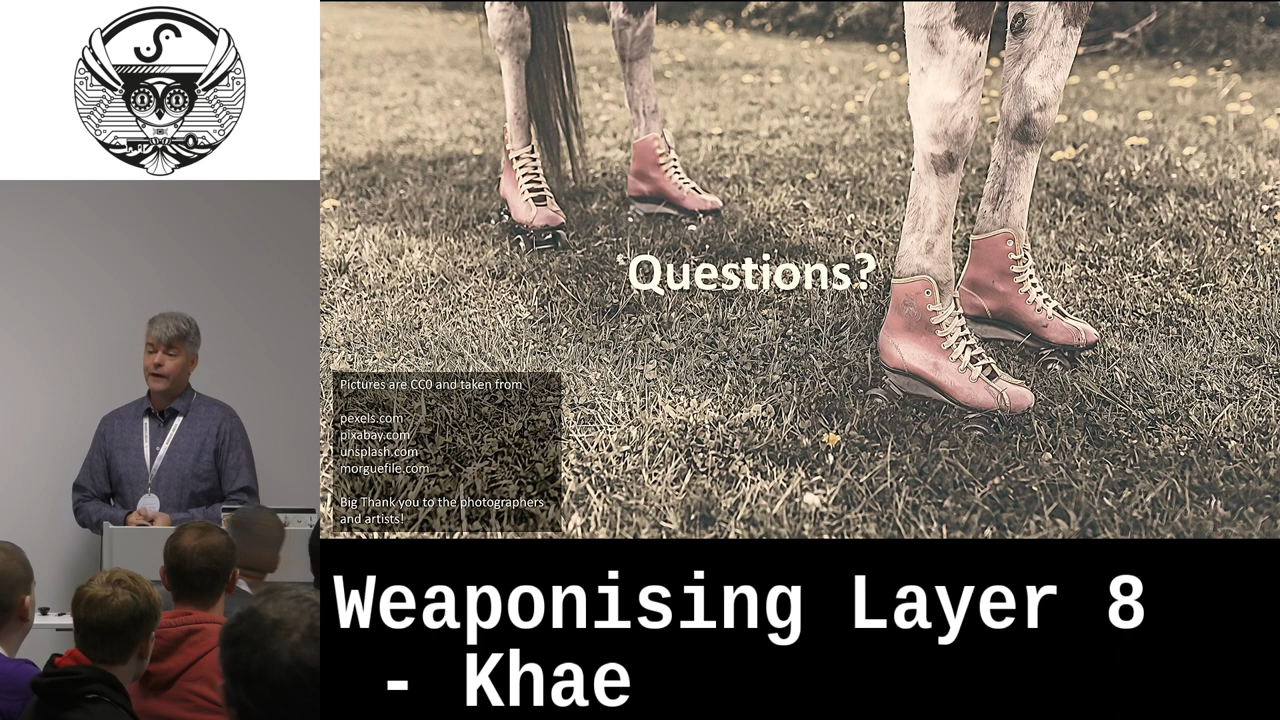 Questions?
Pictures are CC0 and taken from
pexels.com
pixabay.com
unsplash.com
morguefile.com
Big Thank you to the photographers
and artists!
Weaponising Layer 8
- Khae